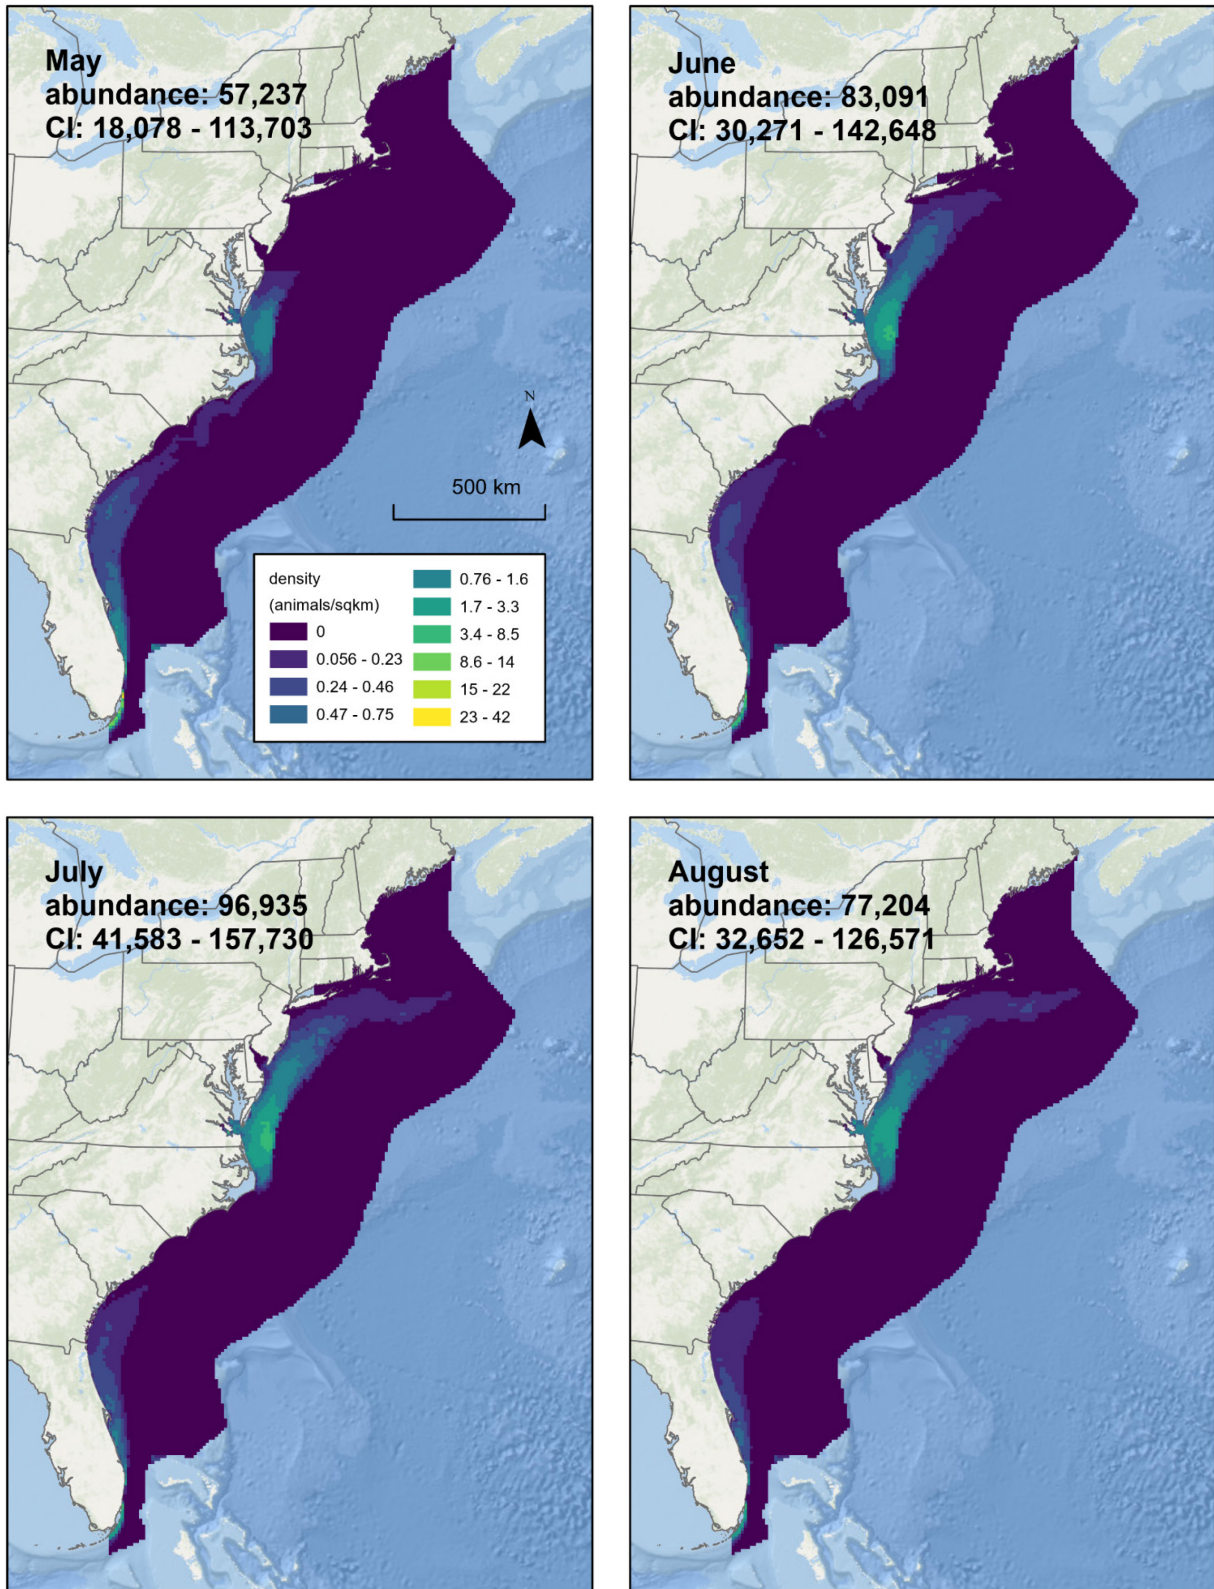 May
abundance: 57,237
CI: 18,078 - 113,703
June
abundance: 83,091
CI: 30,271 - 142,648
N
500 km
density
(animals/sqkm)
0
0.056 - 0.23
0.24 - 0.46
0.47 - 0.75
0.76 - 1.6
1.7 - 3.3
3.4 - 8.5
8.6 - 14
15 - 22
23 - 42
July
abundance: 96,935
CI: 41,583 - 157,730
August
abundance: 77,204
CI: 32,652 - 126,571